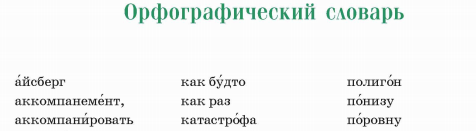 Орфографический словарь
а́йсберг
аккомпанеме́нт,
аккомпани́ровать
как бу́дто
как раз
катастро́фа
полиго́н
по́низу
по́ровну